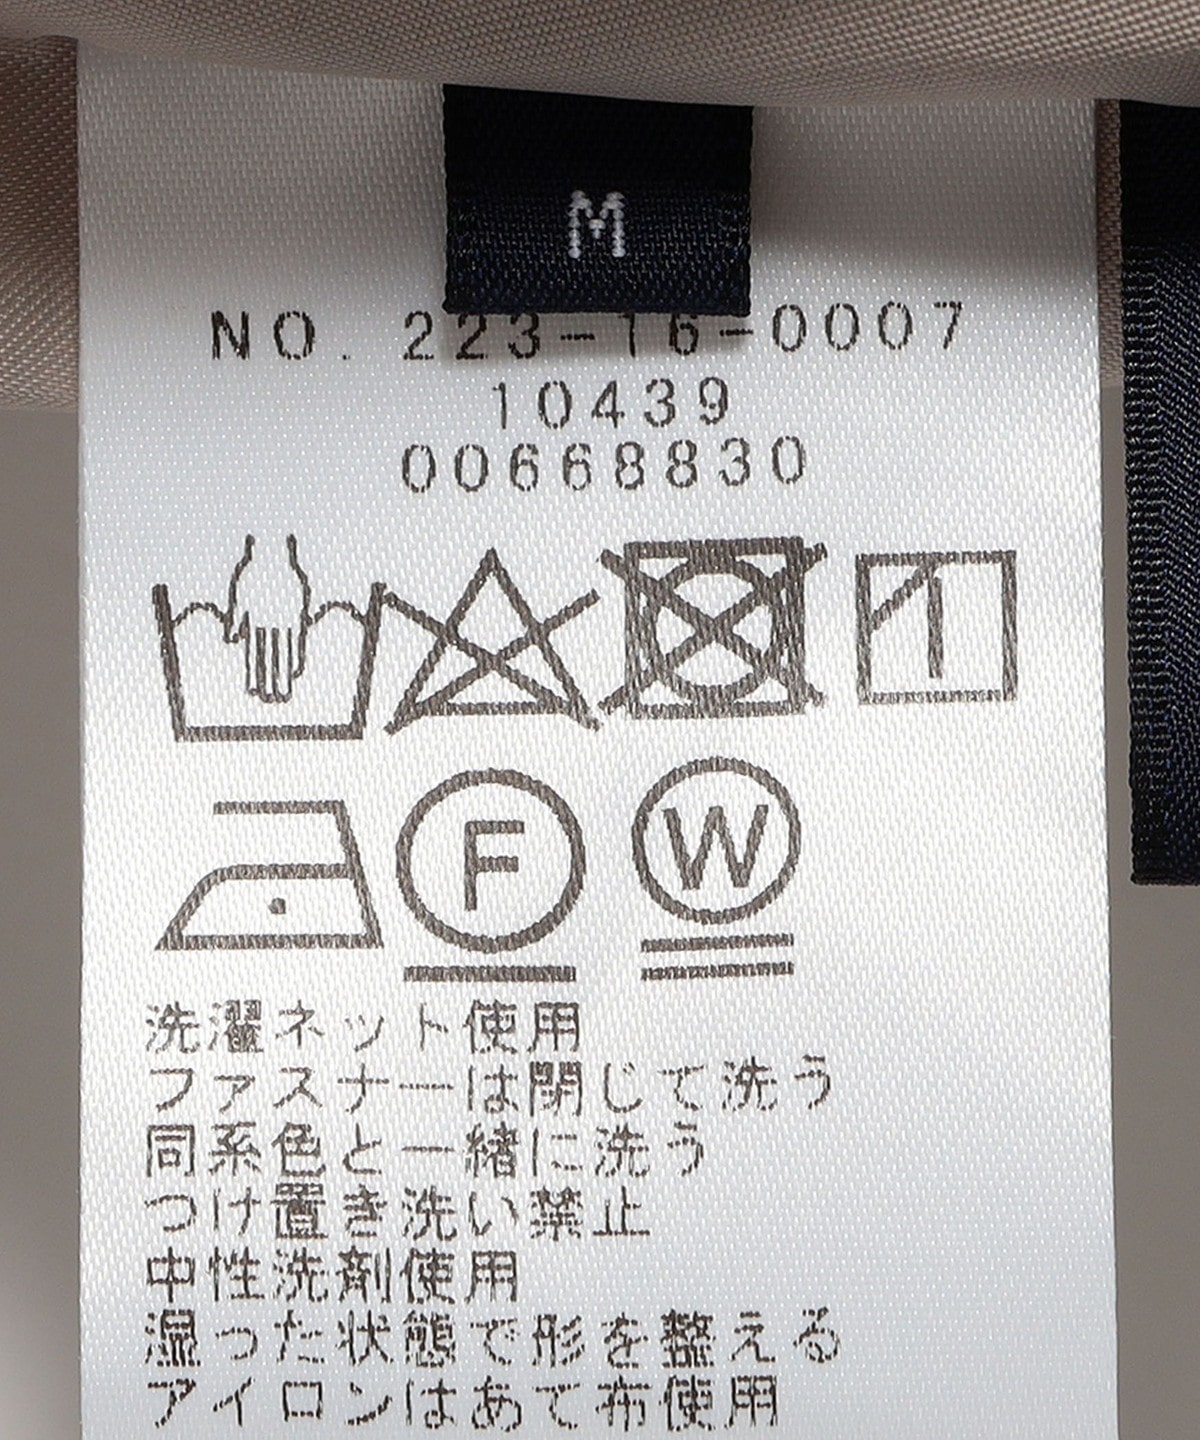 M
NO. 223-16-0007
10439
00668830
F W
洗濯ネット使用
ファスナーは閉じて洗う
同系色と一緒に洗う
つけ置き洗い禁止
中性洗剤使用
湿った状態で形を整える
アイロンはあて布使用